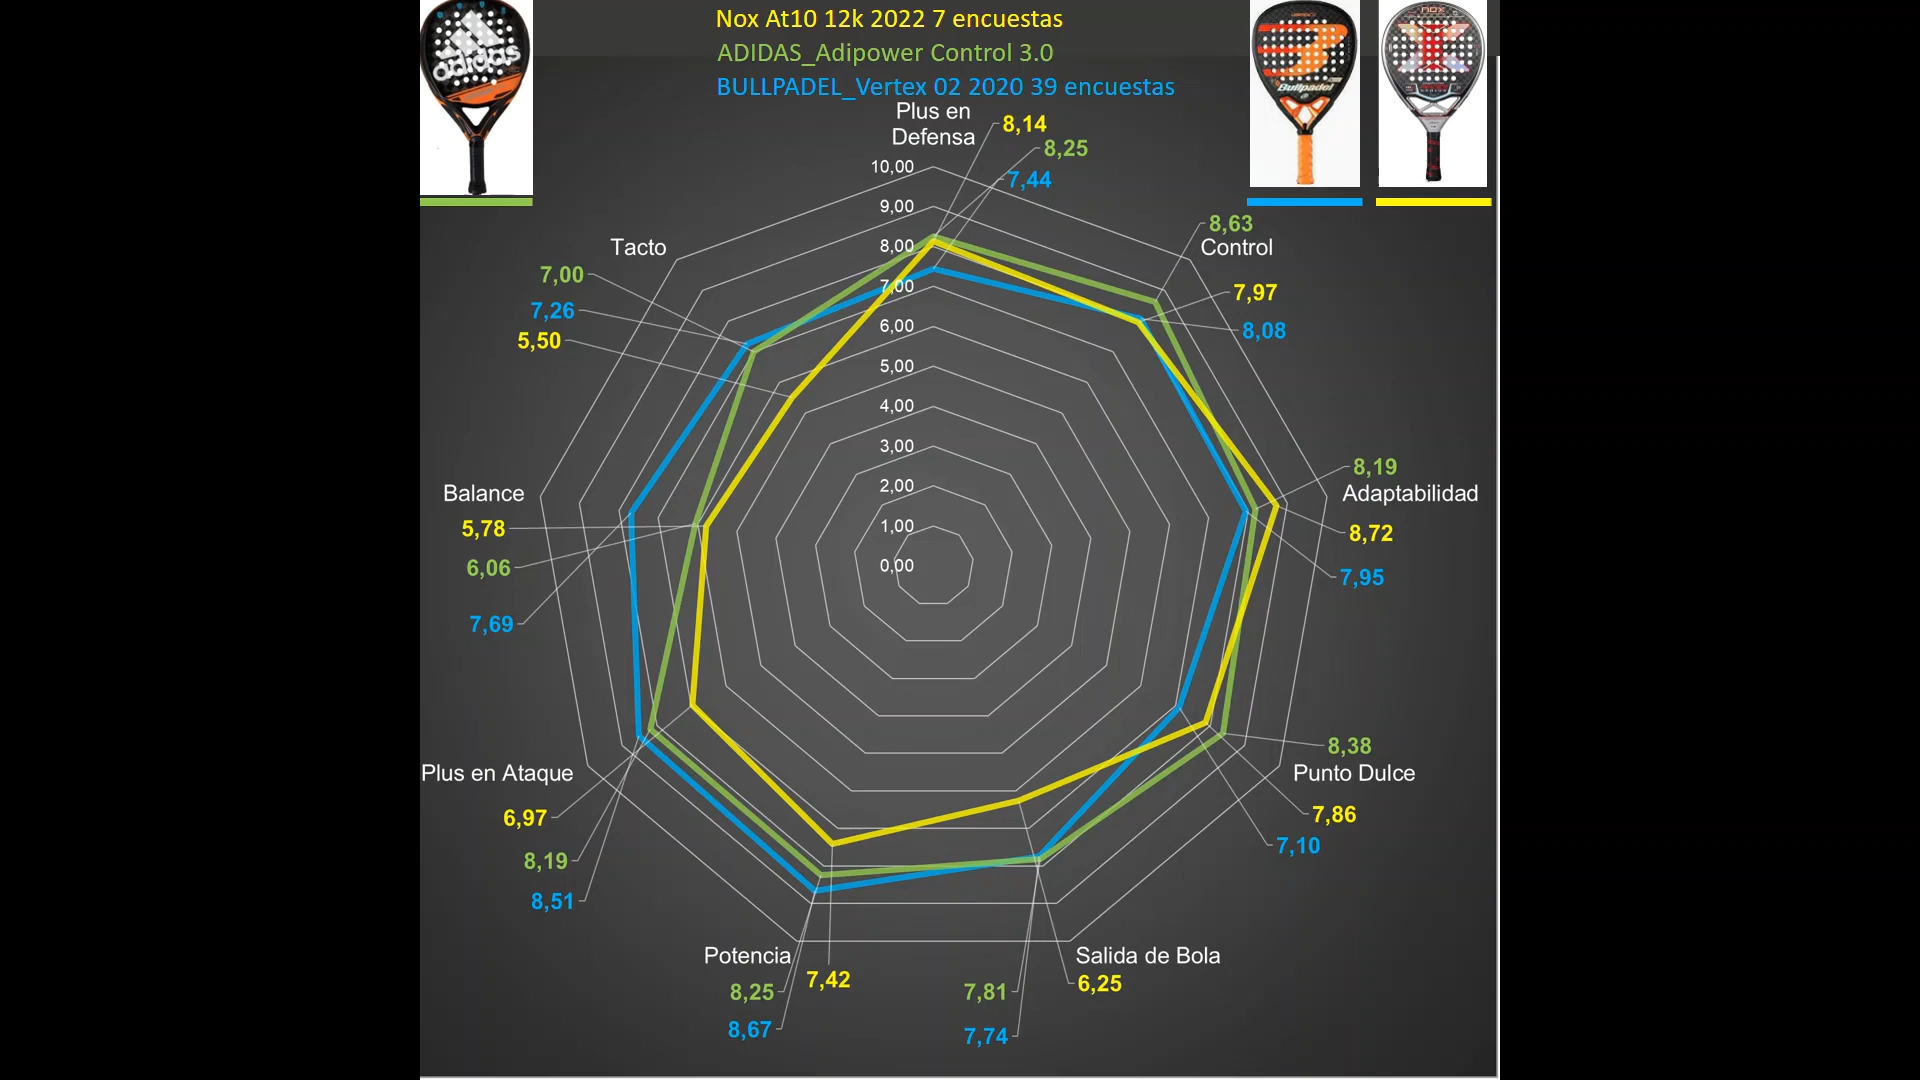 Nox At10 12k 2022 7 encuestas
ADIDAS_Adipower Control 3.0
BULLPADEL_Vertex 02 2020 39 encuestas
adidas
Bullpadel
NOX
Plus en
Defensa
8,14
8,25
7,44
10,00
9,00
8,00
7,00
6,00
5,00
4,00
3,00
2,00
1,00
0,00
8,63
Control
7,97
8,08
8,19
Adaptabilidad
8,72
7,95
8,38
Punto Dulce
7,86
7,10
Salida de Bola
6,25
7,81
7,74
Potencia
7,42
8,25
8,67
Plus en Ataque
6,97
8,19
8,51
Balance
5,78
6,06
7,69
Tacto
7,00
7,26
5,50